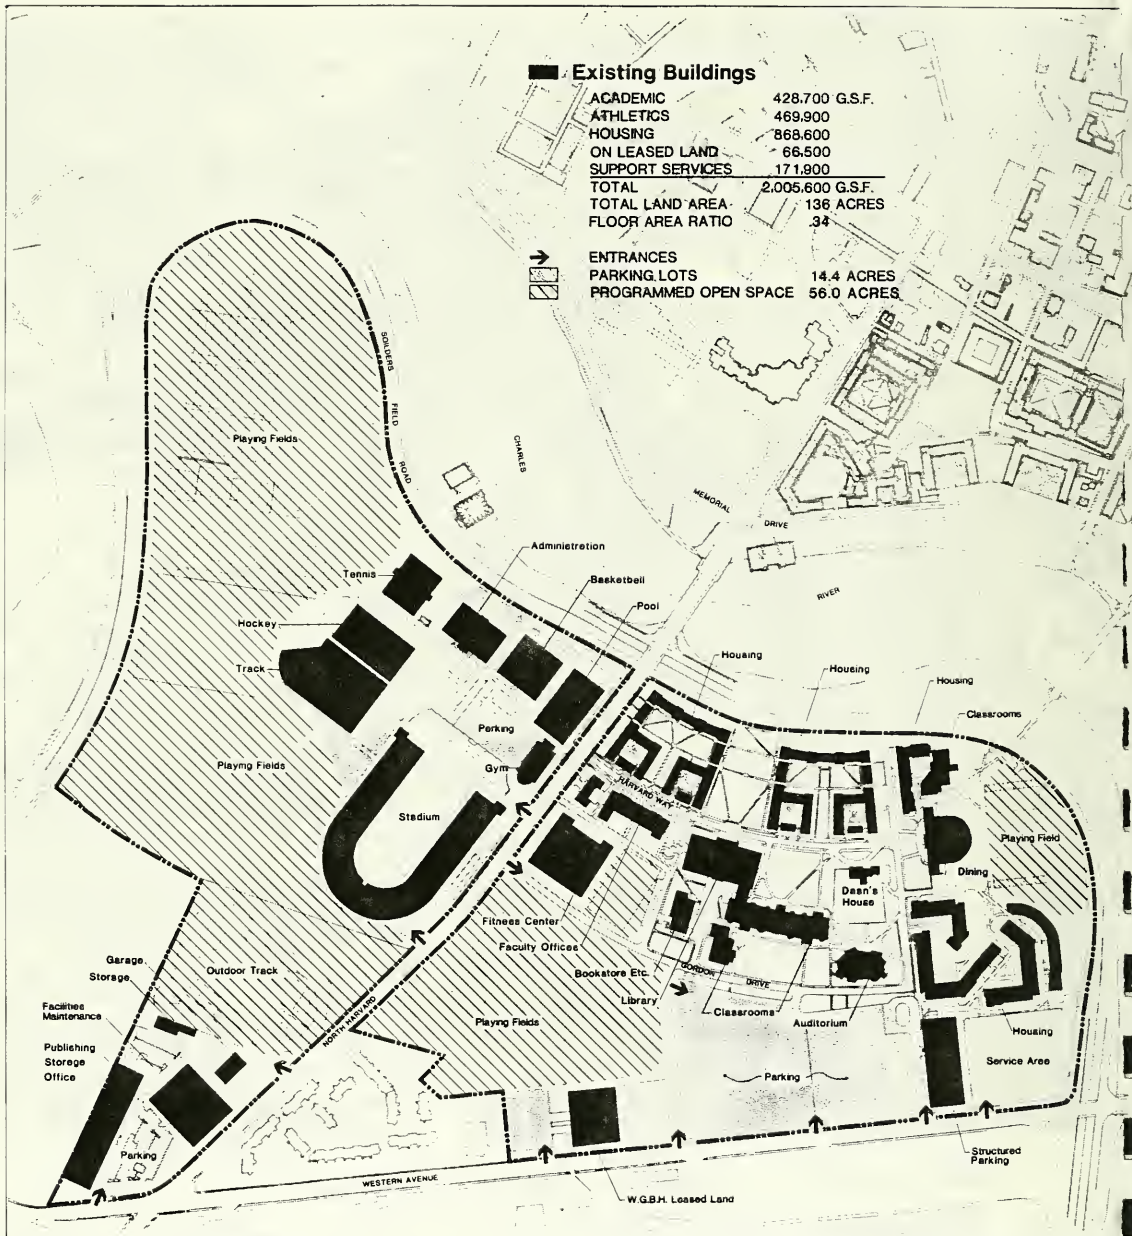 Existing Buildings
ACADEMIC 428,700 G.S.F.
ATHLETICS 469,900
HOUSING 868,600
ON LEASED LAND 66,500
SUPPORT SERVICES 171,900
TOTAL 2,005,600 G.S.F.
TOTAL LAND AREA 136 ACRES
FLOOR AREA RATIO .34
ENTRANCES
PARKING LOTS 14.4 ACRES
PROGRAMMED OPEN SPACE 56.0 ACRES
SOILDERS
FIELD
ROAD
Playing Fields
CHARLES
MEMORIAL
DRIVE
RIVER
Administretion
Tennis
Basketbell
Pool
Hockey
Track
Housing
Housing
Housing
Classrooms
Perking
Playing Fields
Gym
HARVARD WAY
Stadium
Playing Field
Dining
Dean's
House
Fitness Center
Faculty Offices
Garage
Storage
Outdoor Track
Bookstore Etc.
GORDON
DRIVE
Library
Classrooms
Auditorium
Facilities
Maintenance
NORTH HARVARD
Playing Fields
Housing
Publishing
Storege
Office
Service Area
Parking
Parking
Structured
Parking
WESTERN AVENUE
W.G.B.H. Leased Land